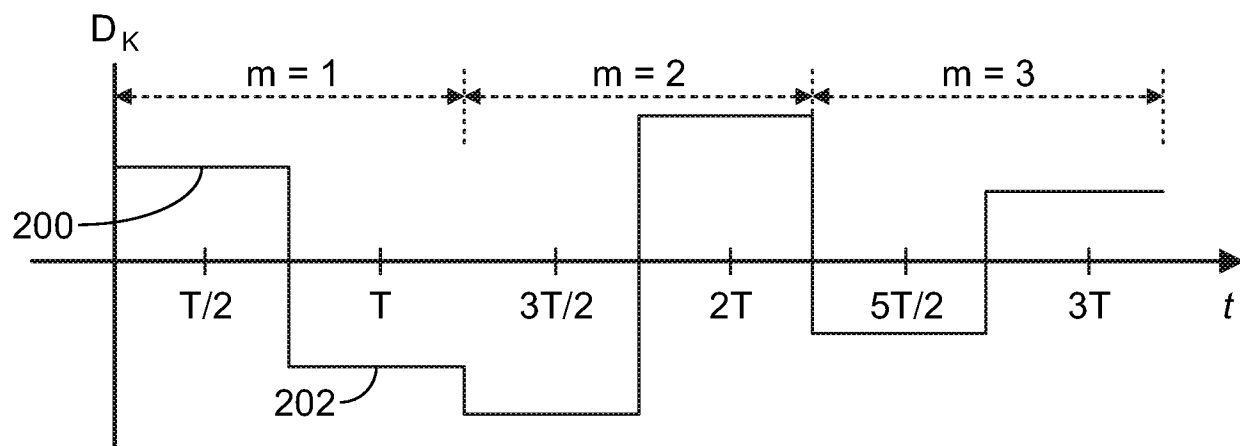 D_K
m = 1 m = 2 m = 3
200
T/2 T 3T/2 2T 5T/2 3T t
202